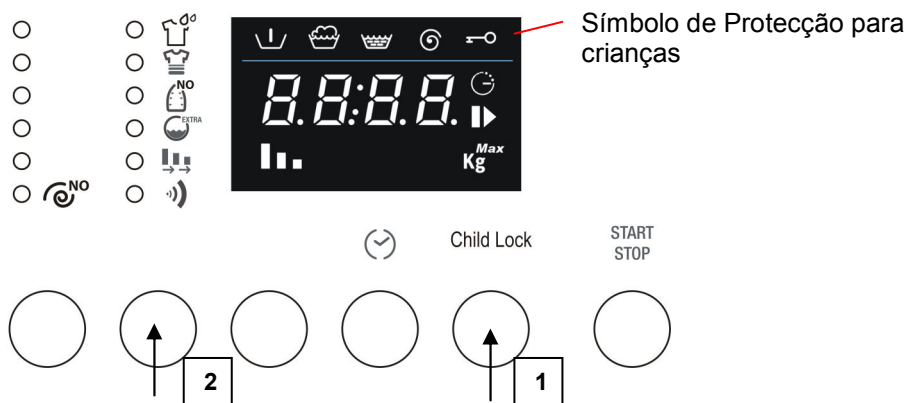 Símbolo de Protecção para
crianças
NO
EXTRA
NO
8.8:8.8.
Max
Kg
Child Lock
START
STOP
2
1